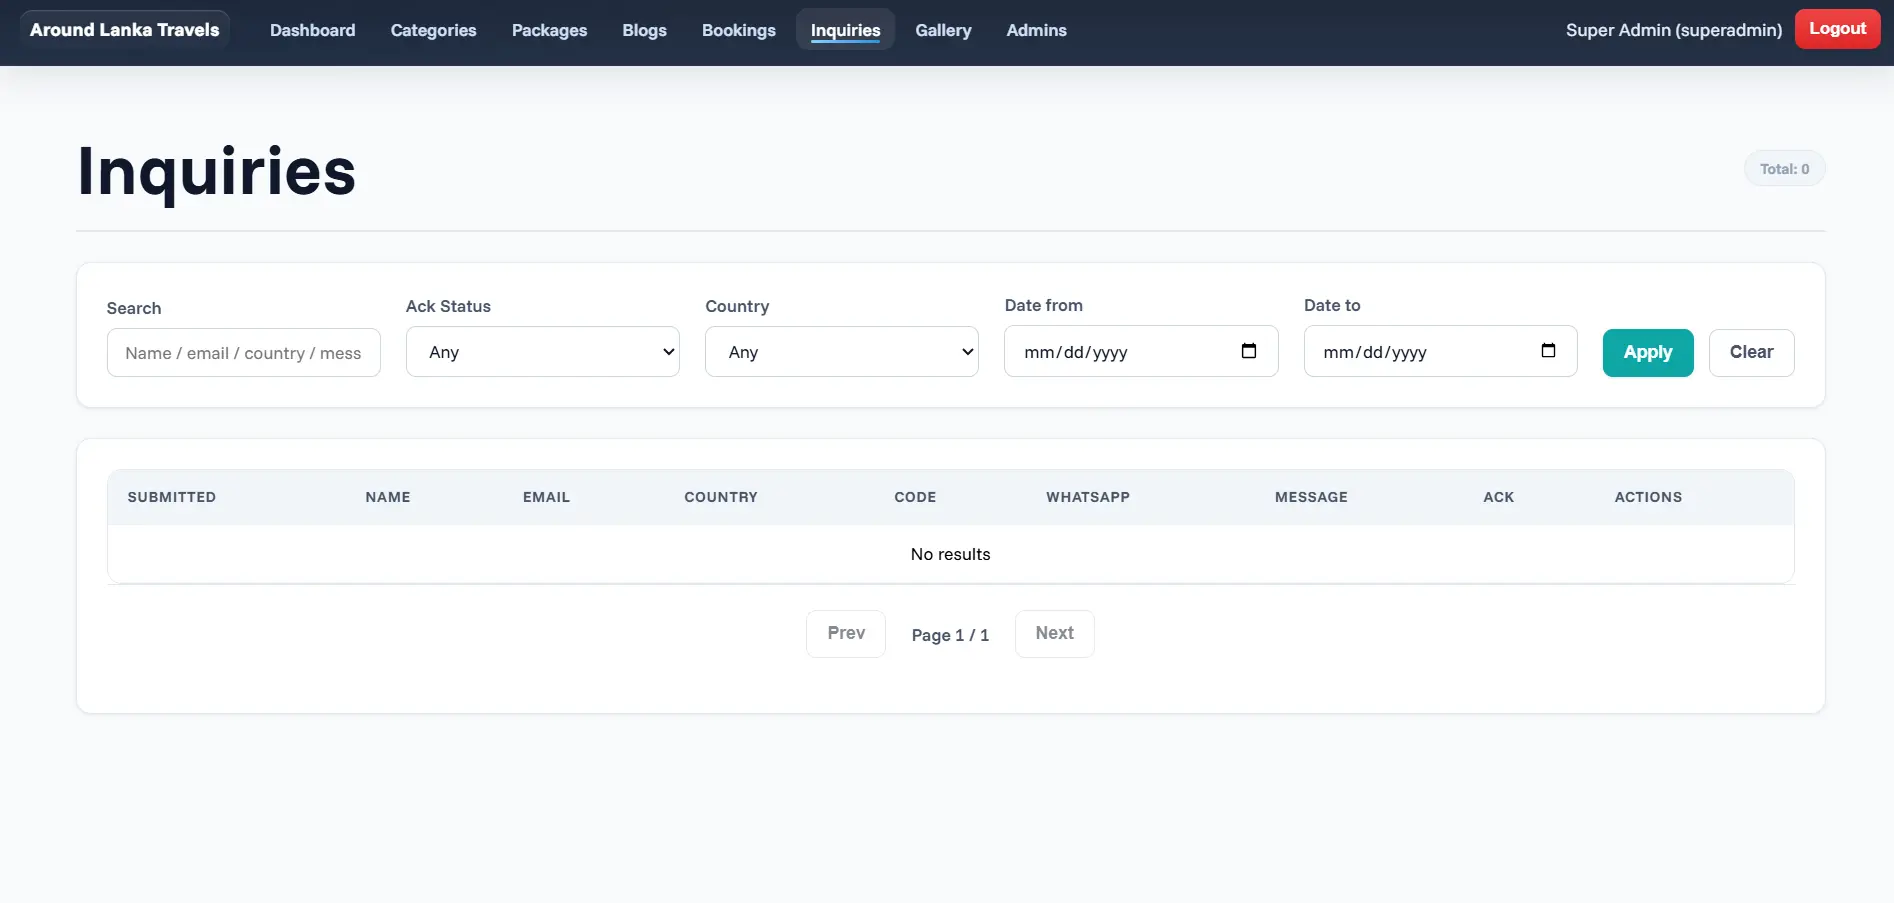 Around Lanka Travels Dashboard Categories Packages Blogs Bookings Inquiries Gallery Admins Super Admin (superadmin) Logout
Inquiries
Total: 0
Search Ack Status Country Date from Date to
Name / email / country / mess Any Any mm/dd/yyyy mm/dd/yyyy Apply Clear
SUBMITTED NAME EMAIL COUNTRY CODE WHATSAPP MESSAGE ACK ACTIONS
No results
Prev Page 1 / 1 Next